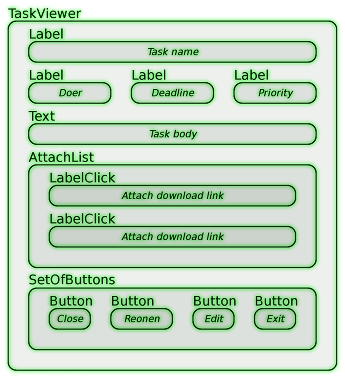 TaskViewer
Label
Task name
Label Label Label
Doer Deadline Priority
Text
Task body
AttachList
LabelClick
Attach download link
LabelClick
Attach download link
SetOfButtons
Button Button Button Button
Close Reonen Edit Exit